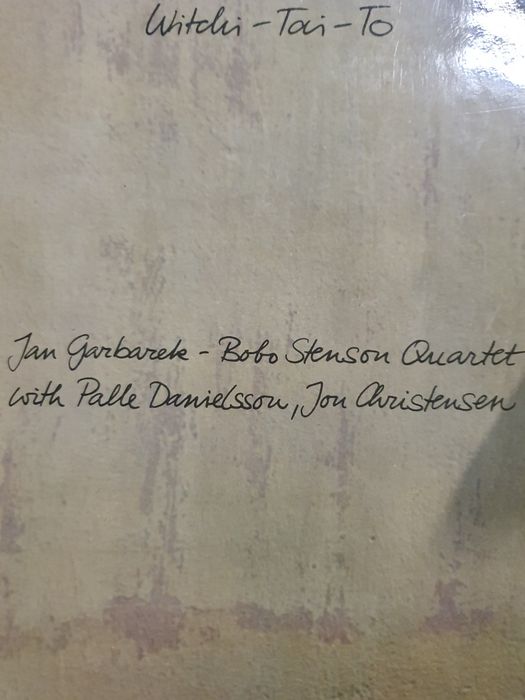 Witchi-Tai-To
Jan Garbarek - Bobo Stenson Quartet
with Palle Danielsson, Jon Christensen